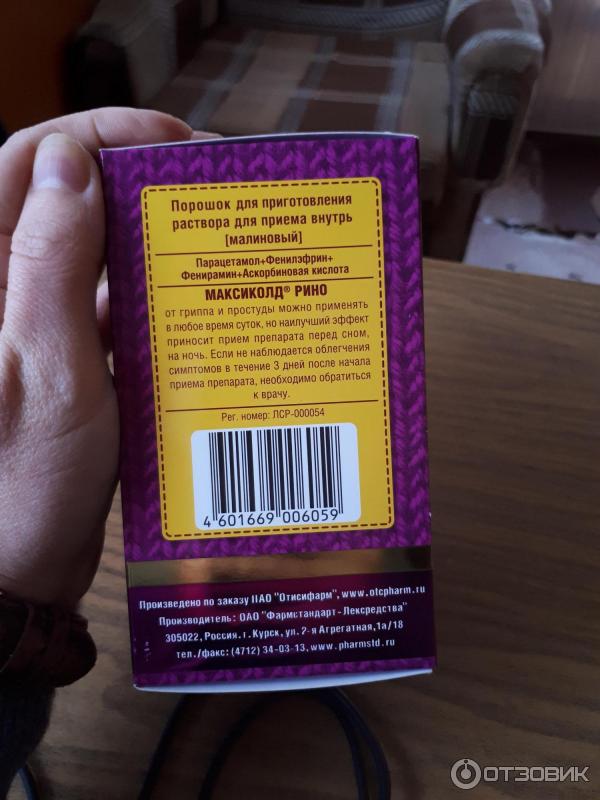 Порошок для приготовления
раствора для приема внутрь
[малиновый]
Парацетамол+Фенилэфрин+
Фенирамин+Аскорбиновая кислота
МАКСИКОЛД® РИНО
от гриппа и простуды можно применять
в любое время суток, но наилучший эффект
приносит прием препарата перед сном,
на ночь. Если не наблюдается облегчения
симптомов в течение 3 дней после начала
приема препарата, необходимо обратиться
к врачу.
Рег. номер: ЛСР-000054
4 601669 006059
Произведено по заказу ПАО "Отисифарм", www.otcpharm.ru
Производитель: ОАО "Фармстандарт-Лексредства"
305022, Россия. г. Курск, ул. 2-я Агрегатная, 1а/18
тел./факс: (4712) 34-03-13, www.pharmstd.ru
ОТЗОВИК